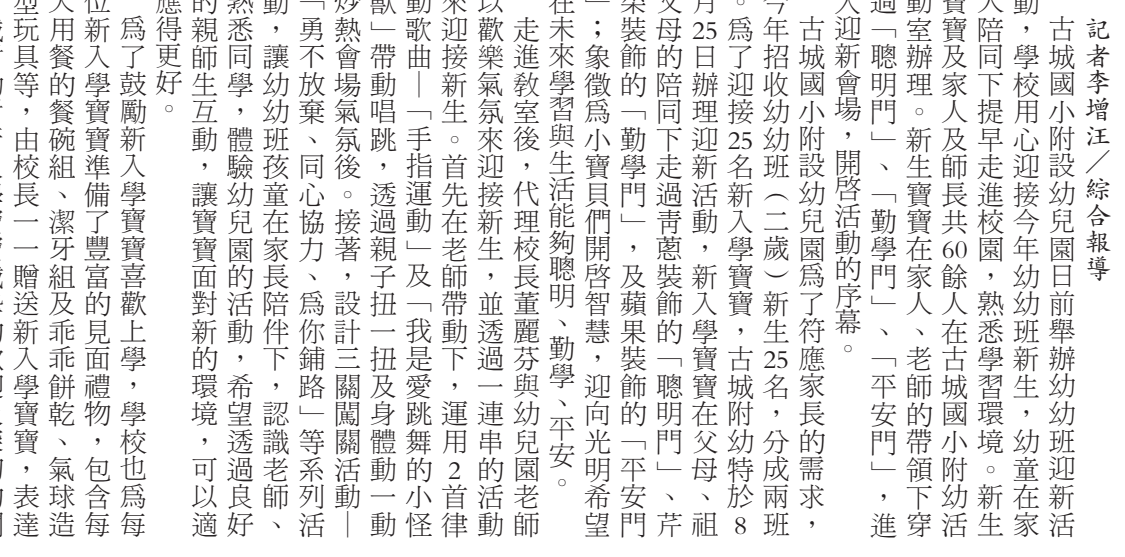 記者李增汪／綜合報導
古城國小附設幼兒園日前舉辦幼幼班迎新活
動，學校用心迎接今年幼幼班新生，幼童在家
人陪同下提早走進校園，熟悉學習環境。新生
寶寶及家人及師長共60餘人在古城國小附幼活
動室辦理。新生寶寶在家人、老師的帶領下穿
過「聰明門」、「勤學門」、「平安門」，進
入迎新會場，開啓活動的序幕。
古城國小附設幼兒園爲了符應家長的需求，
今年招收幼幼班（二歲）新生25名，分成兩班
。爲了迎接25名新入學寶寶，古城附幼特於8
月25日辦理迎新活動，新入學寶寶在父母、祖
父母的陪同下走過靑蔥裝飾的「聰明門」、芹
菜裝飾的「勤學門」，及蘋果裝飾的「平安門
」；象徵爲小寶貝們開啓智慧，迎向光明希望
在未來學習與生活能夠聰明、勤學、平安。
走進敎室後，代理校長董麗芬與幼兒園老師
以歡樂氣氛來迎接新生，並透過一連串的活動
來迎接新生。首先在老師帶動下，運用2首律
動歌曲—「手指運動」及「我是愛跳舞的小怪
獸」帶動唱跳，透過親子扭一扭及身體動一動
炒熱會場氣氛後。接著，設計三關闖關活動—
「勇不放棄、同心協力、爲你鋪路」等系列活
動，讓幼幼班孩童在家長陪伴下，認識老師、
熟悉同學，體驗幼兒園的活動，希望透過良好
的親師生互動，讓寶寶面對新的環境，可以適
應得更好。
爲了鼓勵新入學寶寶喜歡上學，學校也爲每
位新入學寶寶準備了豐富的見面禮物，包含每
天用餐的餐碗組、潔牙組及乖乖餅乾、氣球造
型玩具等，由校長一一贈送新入學寶寶，表達